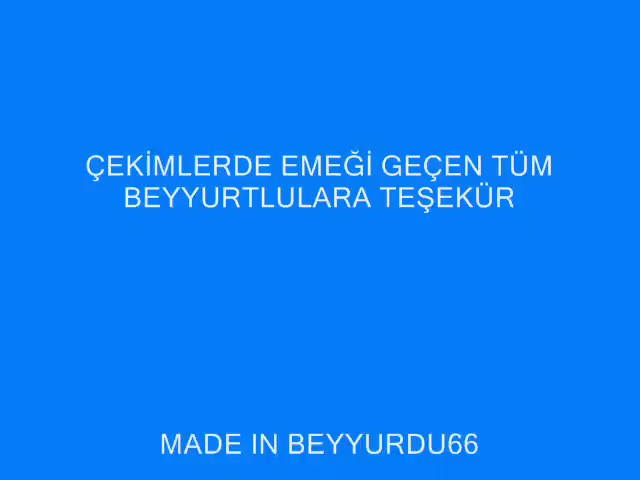 ÇEKİMLERDE EMEĞİ GEÇEN TÜM
BEYYURTLULARA TEŞEKÜR
MADE IN BEYYURDU66